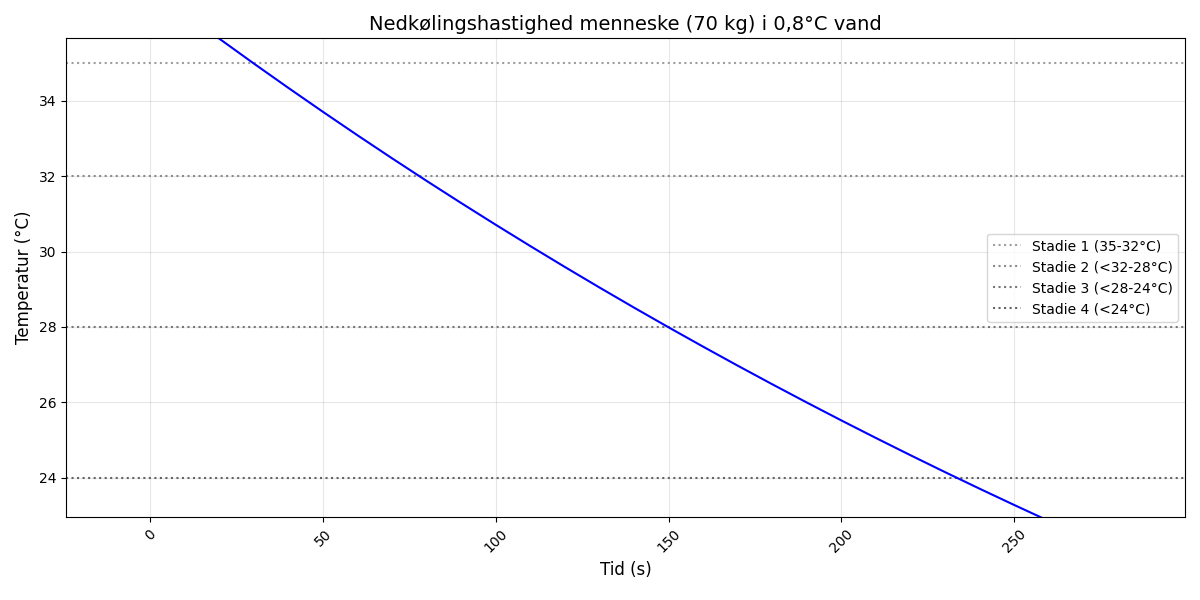 Nedkølingshastighed menneske (70 kg) i 0,8°C vand
Temperatur (°C)
34
32
30
28
26
24
Stadie 1 (35-32°C)
Stadie 2 (<32-28°C)
Stadie 3 (<28-24°C)
Stadie 4 (<24°C)
0
50
100
150
200
250
Tid (s)